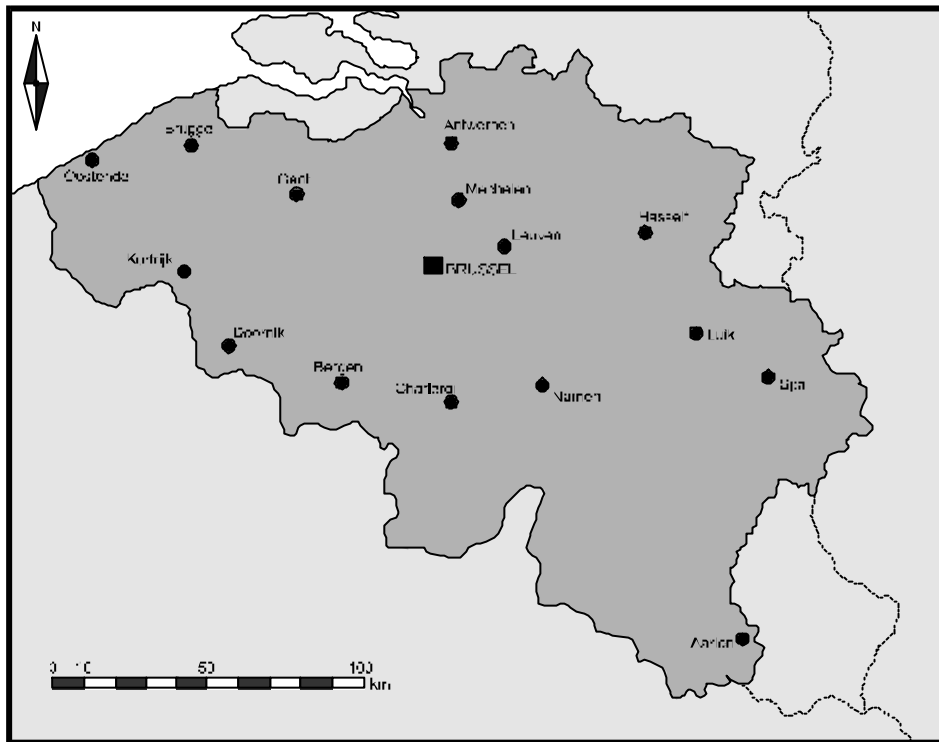 N
Brugge
Antwerpen
Oostende
Gent
Mechelen
Hasselt
Leuven
Kortrijk
BRUSSEL
Doornik
Luik
Bergen
Charleroi
Namen
Spa
Aarlen
0 10 50 100
km